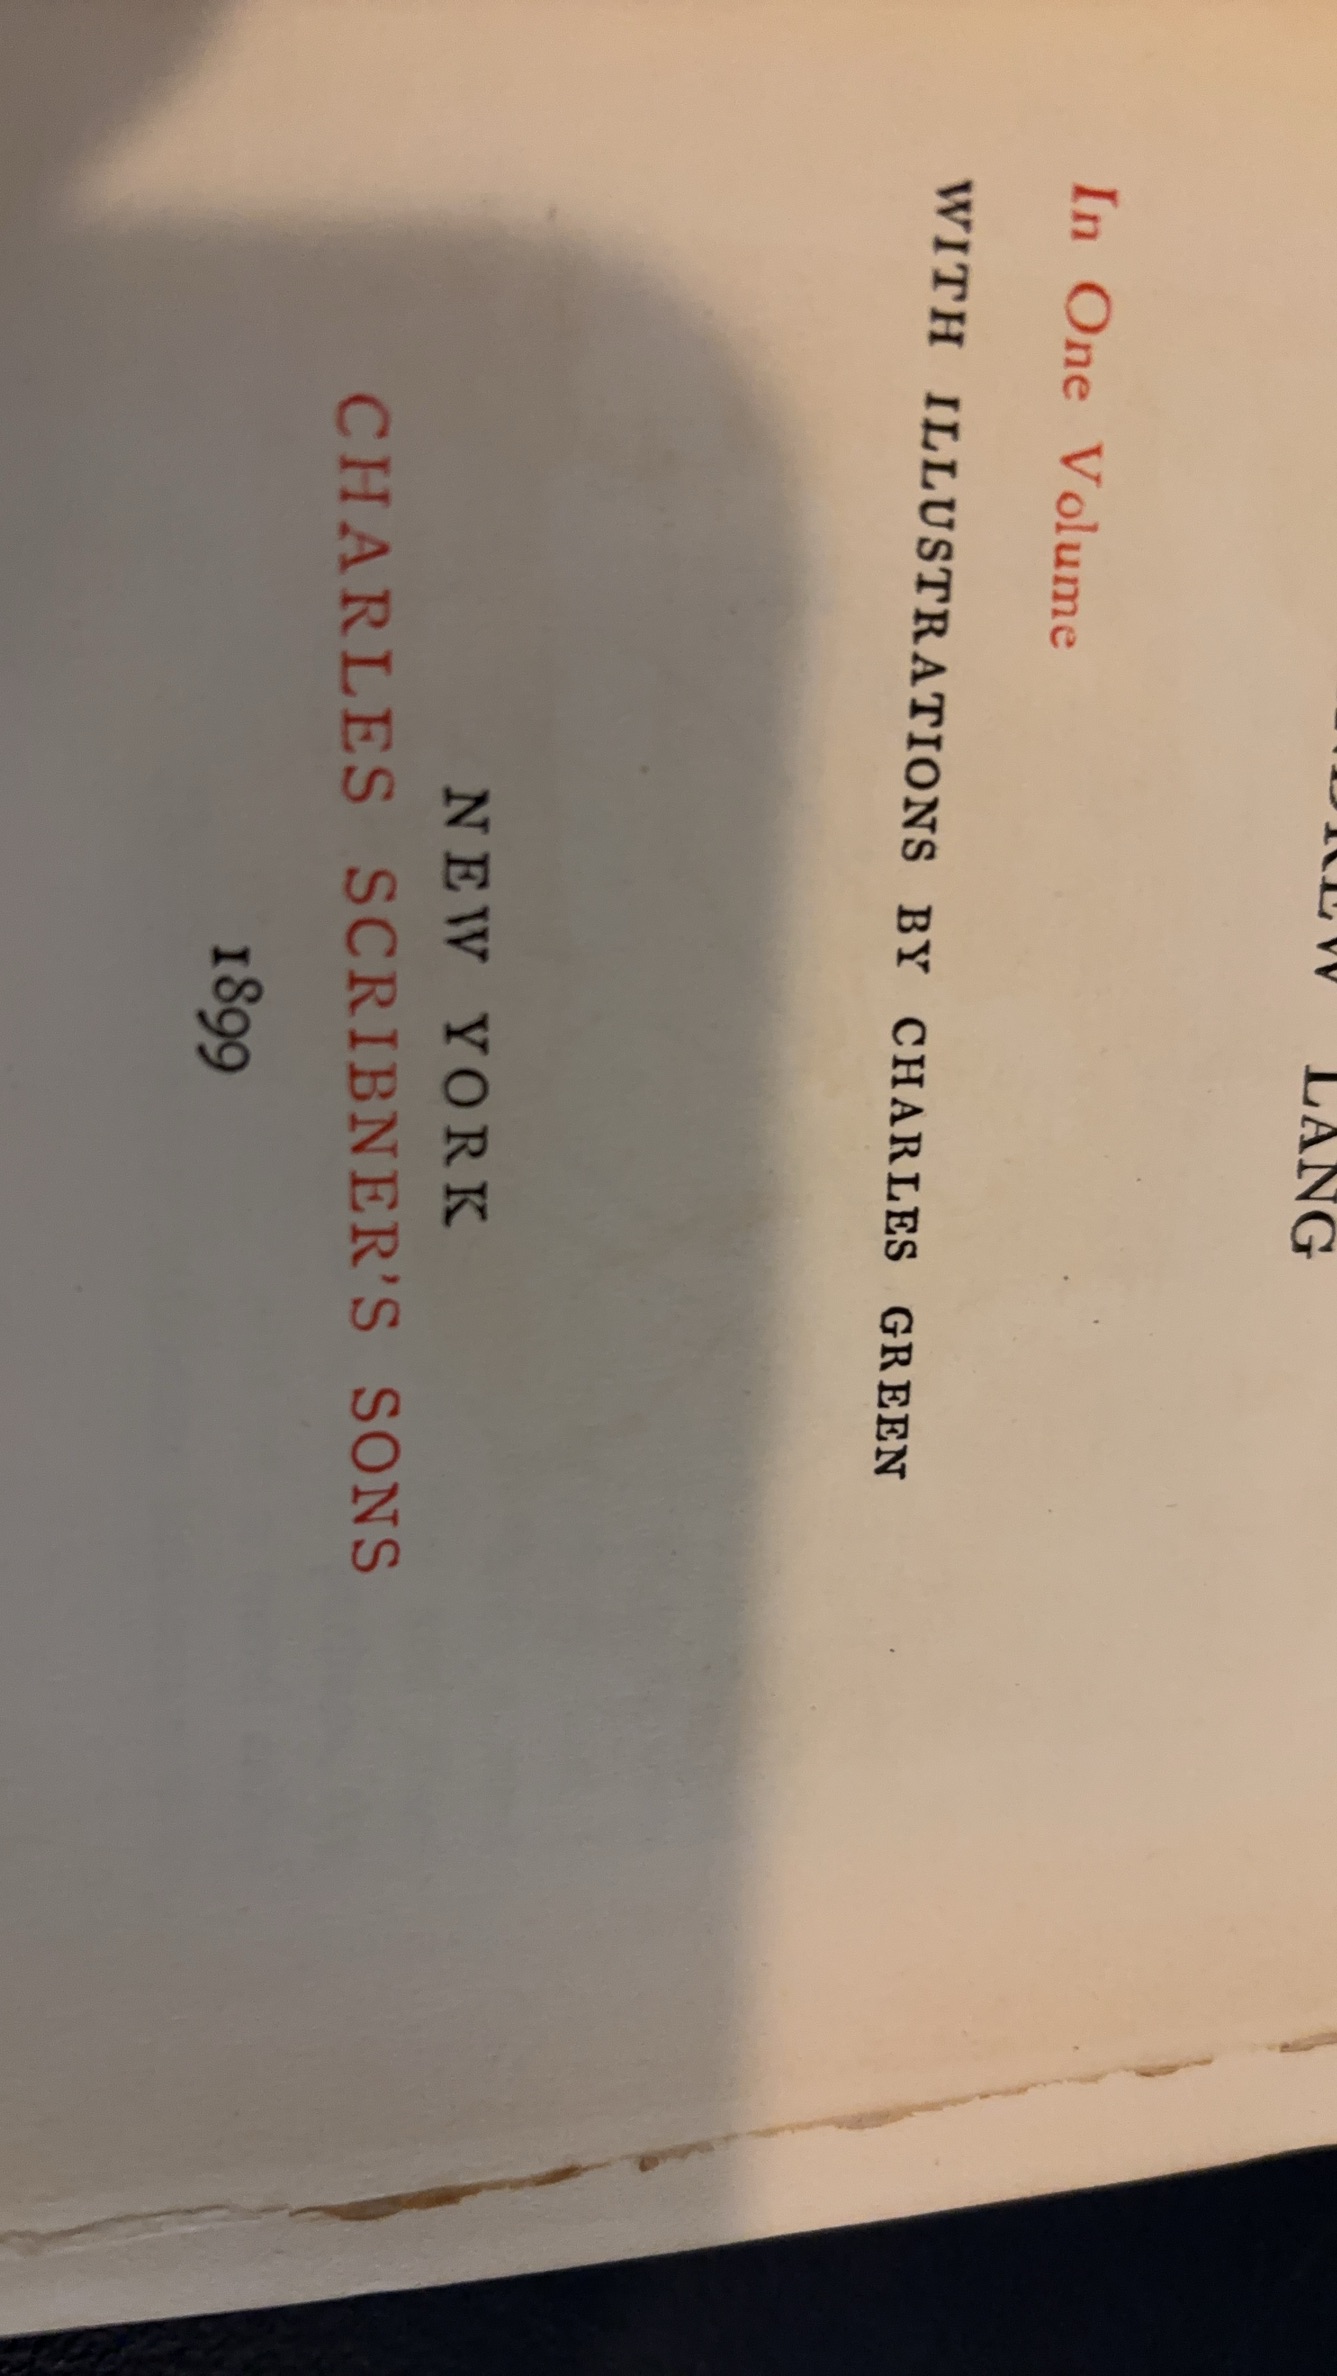 LANG
In One Volume
WITH ILLUSTRATIONS BY CHARLES GREEN
NEW YORK
CHARLES SCRIBNER'S SONS
1899